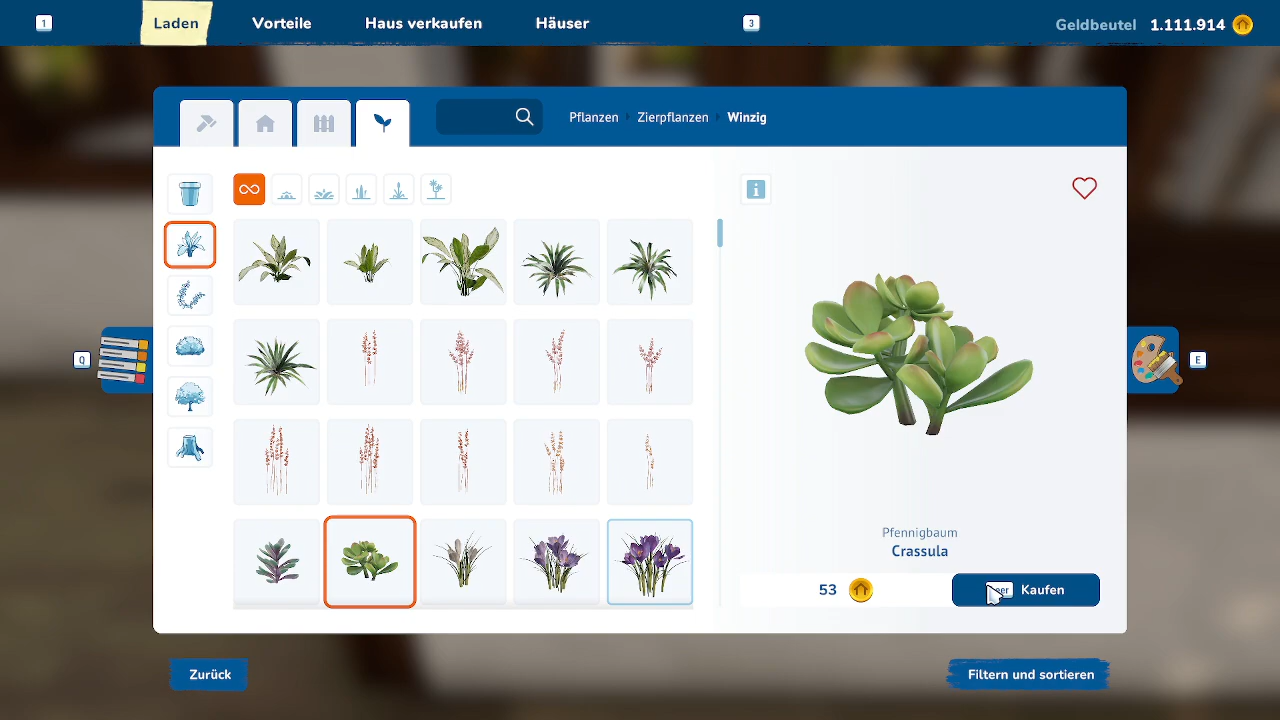 1
Laden
Vorteile
Haus verkaufen
Häuser
3
Geldbeutel 1.111.914
Pflanzen Zierpflanzen Winzig
i
Q
E
Pfennigbaum
Crassula
53
Kaufen
Zurück
Filtern und sortieren